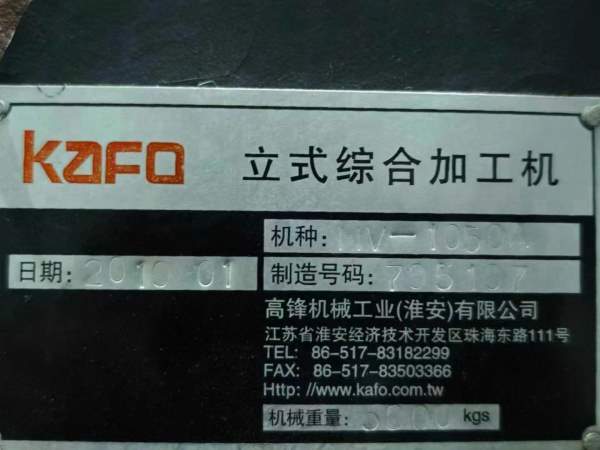 KAFO 立式综合加工机
机种:
日期: 2010 01 制造号码:
高锋机械工业(淮安)有限公司
江苏省淮安经济技术开发区珠海东路111号
TEL: 86-517-83182299
FAX: 86-517-83503366
Http: //www.kafo.com.tw
机械重量: kgs